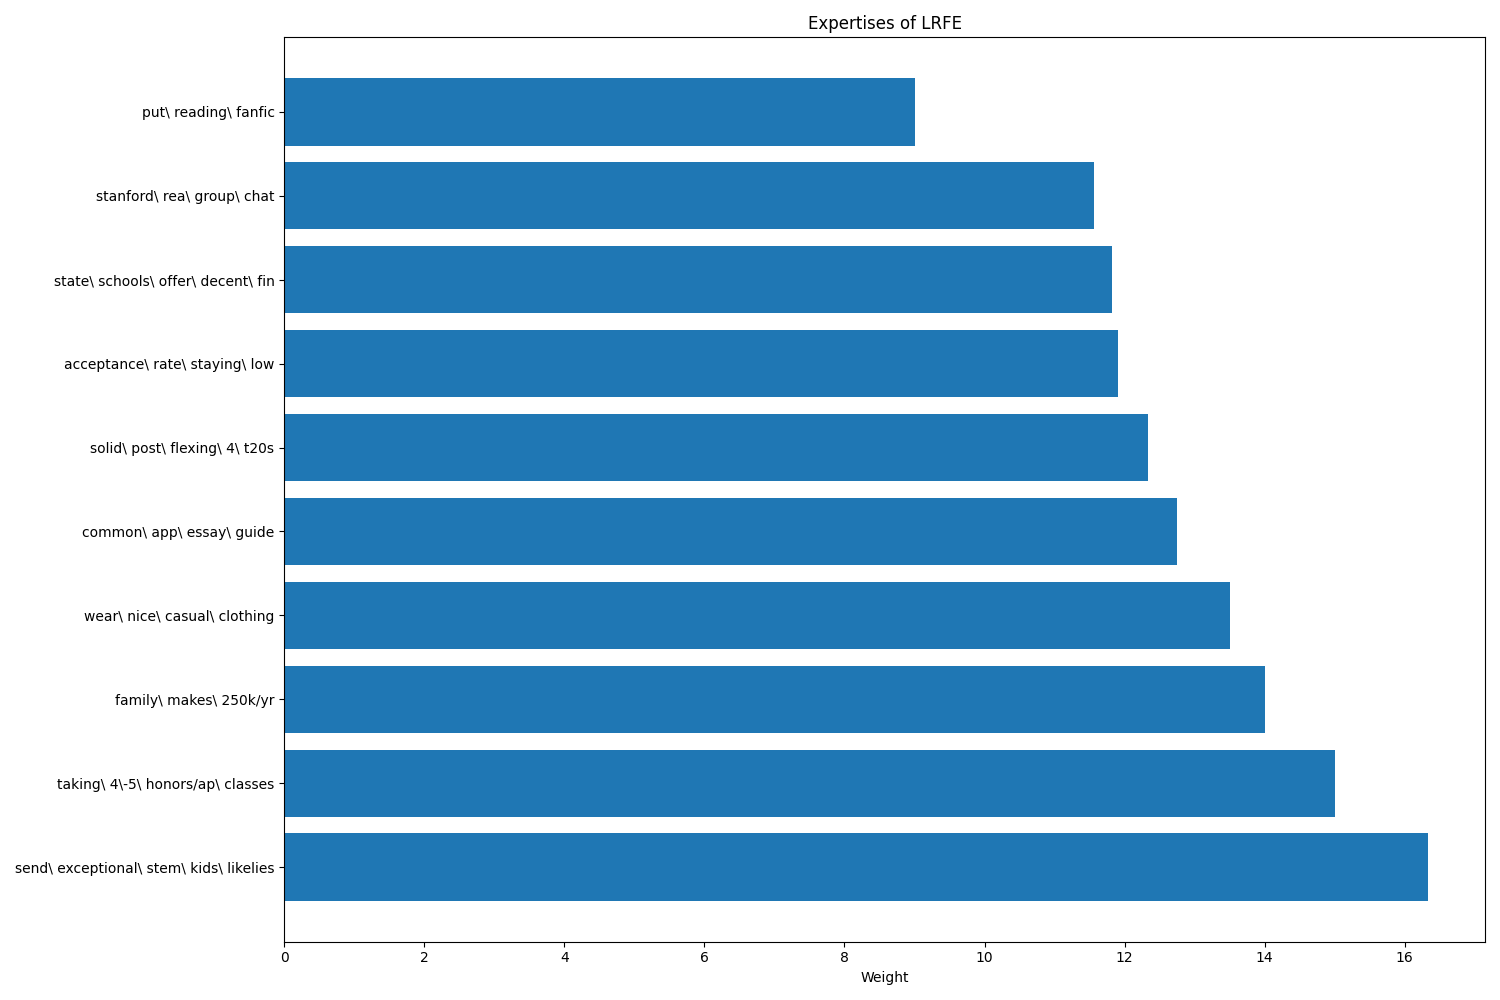 Expertises of LRFE
put\ reading\ fanfic
stanford\ rea\ group\ chat
state\ schools\ offer\ decent\ fin
acceptance\ rate\ staying\ low
solid\ post\ flexing\ 4\ t20s
common\ app\ essay\ guide
wear\ nice\ casual\ clothing
family\ makes\ 250k/yr
taking\ 4\-5\ honors/ap\ classes
send\ exceptional\ stem\ kids\ likelies
0 2 4 6 8 10 12 14 16
Weight